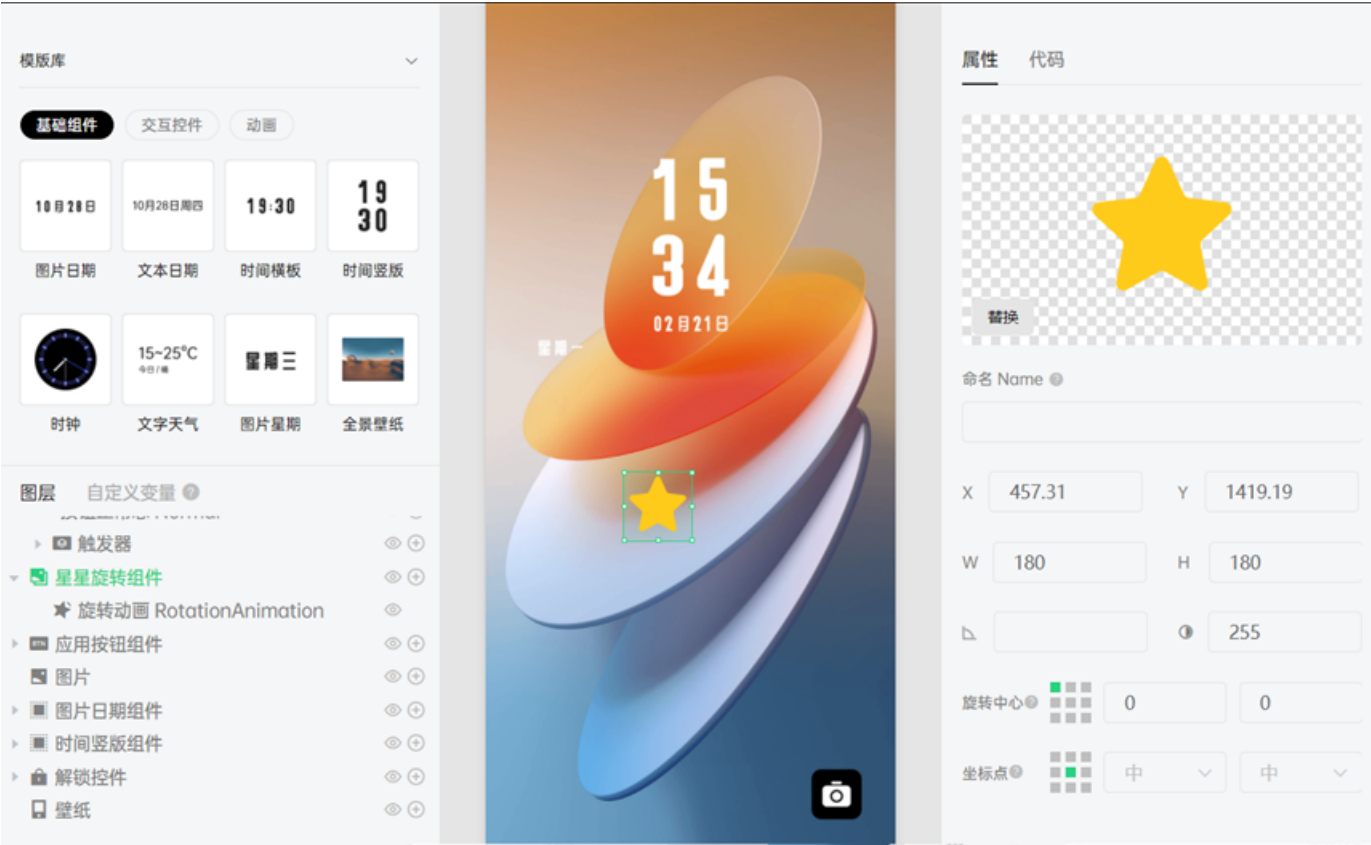 模版库
基础组件
交互控件
动画
10月28日
10月28日周四
19:30
19
30
图片日期
文本日期
时间横板
时间竖版
15~25°C
今日/晴
星期三
时钟
文字天气
图片星期
全景壁纸
图层
自定义变量
触发器
星星旋转组件
旋转动画 RotationAnimation
应用按钮组件
图片
图片日期组件
时间竖版组件
解锁控件
壁纸
15
34
02月21日
星期一
属性
代码
替换
命名 Name
X 457.31 Y 1419.19
W 180 H 180
255
旋转中心 0 0
坐标点 中 中